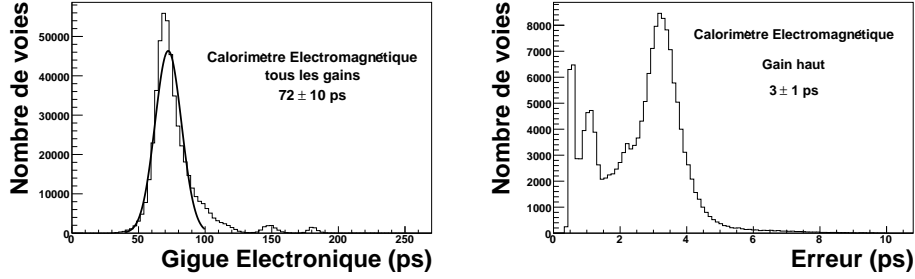 Nombre de voies
50000
40000
30000
20000
10000
0
Calorimetre Electromagnétique
tous les gains
72 ± 10 ps
0 50 100 150 200 250
Gigue Electronique (ps)
Nombre de voies
8000
7000
6000
5000
4000
3000
2000
1000
0
Calorimetre Electromagnétique
Gain haut
3 ± 1 ps
0 2 4 6 8 10
Erreur (ps)